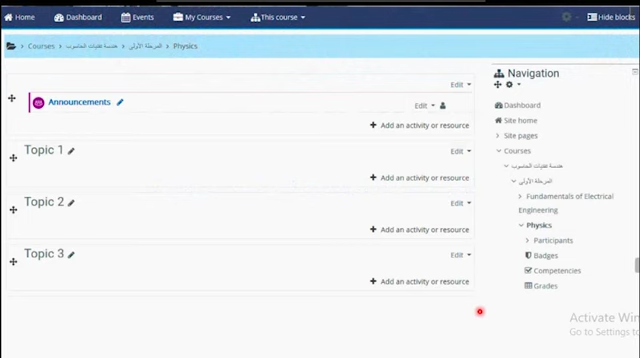 Home Dashboard Events My Courses This course Hide blocks
Courses › هندسة تقنيات الحاسوب › المرحلة الأولى › Physics
Navigation
Edit
Announcements
Edit
Add an activity or resource
Topic 1
Edit
Add an activity or resource
Topic 2
Edit
Add an activity or resource
Topic 3
Edit
Add an activity or resource
Dashboard
Site home
Site pages
Courses
هندسة تقنيات الحاسوب
المرحلة الأولى
Fundamentals of Electrical
Engineering
Physics
Participants
Badges
Competencies
Grades
Activate Win
Go to Settings to